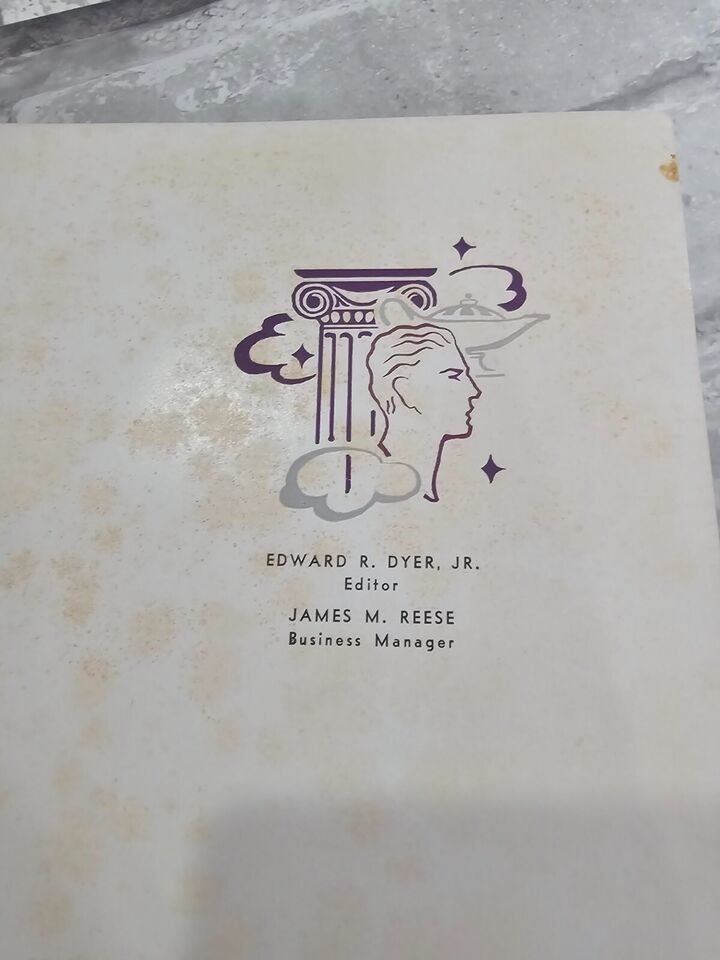 EDWARD R. DYER, JR.
Editor
JAMES M. REESE
Business Manager